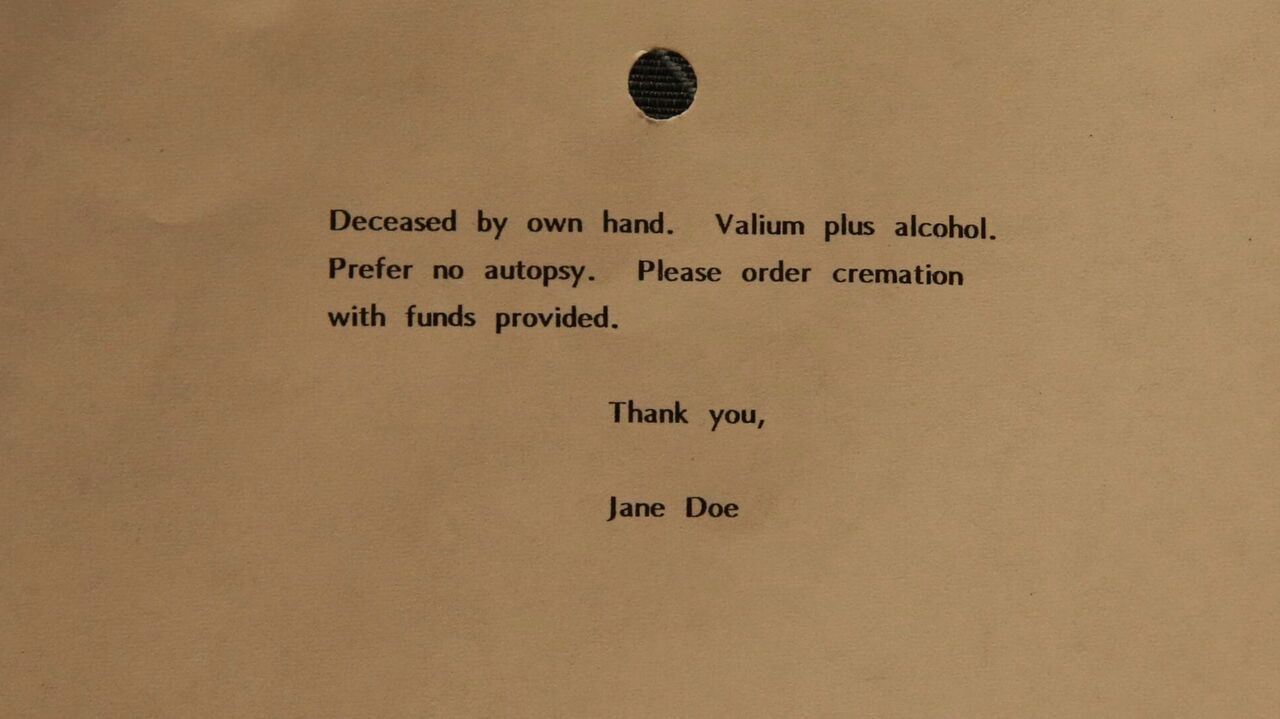 Deceased by own hand. Valium plus alcohol.
Prefer no autopsy. Please order cremation
with funds provided.
Thank you,
Jane Doe